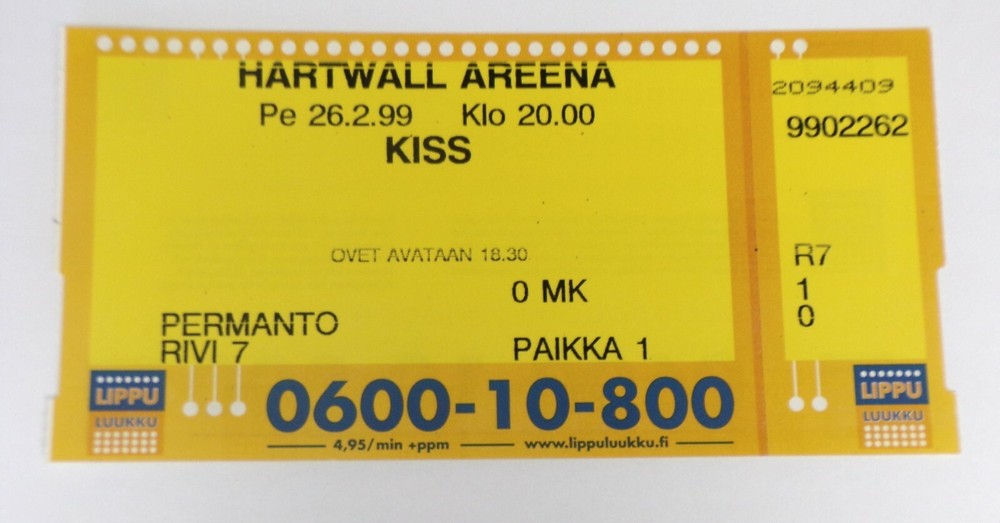 HARTWALL AREENA
Pe 26.2.99 Klo 20.00
KISS
OVET AVATAAN 18.30
0 MK
PERMANTO
RIVI 7 PAIKKA 1
LIPPU
LUUKKU
0600-10-800
4,95/min +ppm www.lippuluukku.fi
2094409
9902262
R7
1
0
LIPPU
LUUKKU